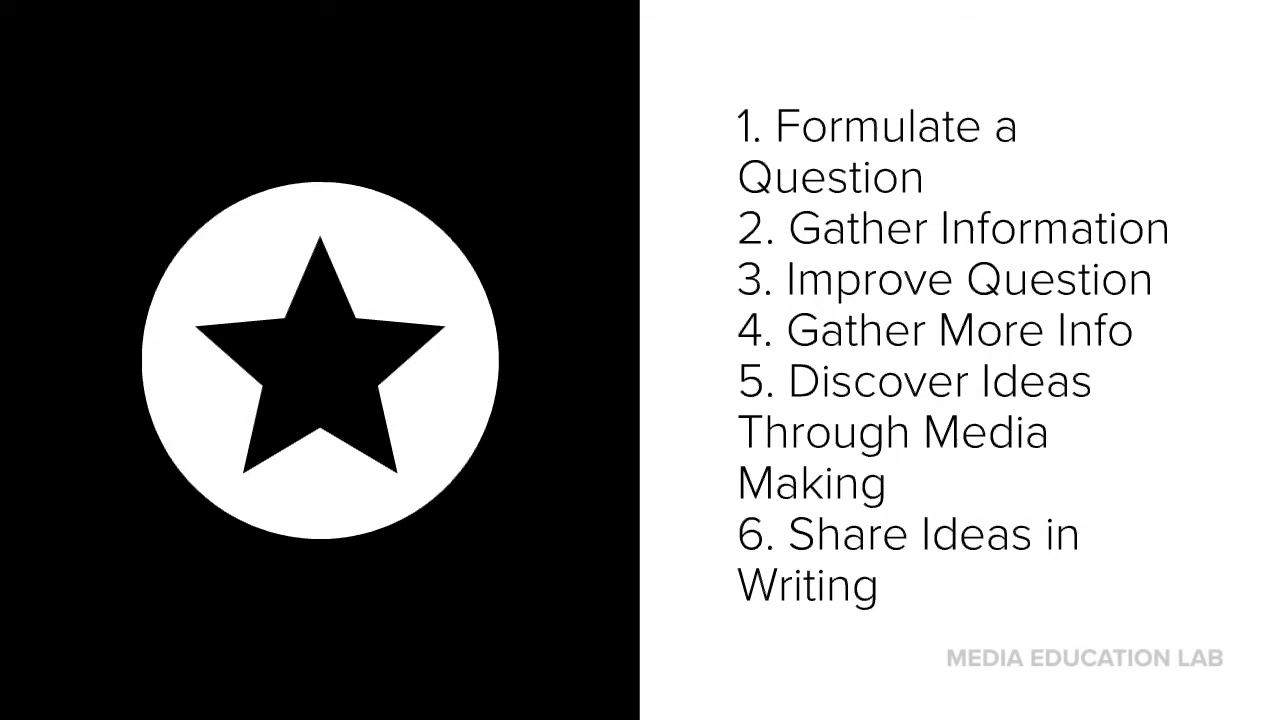 1. Formulate a
Question
2. Gather Information
3. Improve Question
4. Gather More Info
5. Discover Ideas
Through Media
Making
6. Share Ideas in
Writing
MEDIA EDUCATION LAB